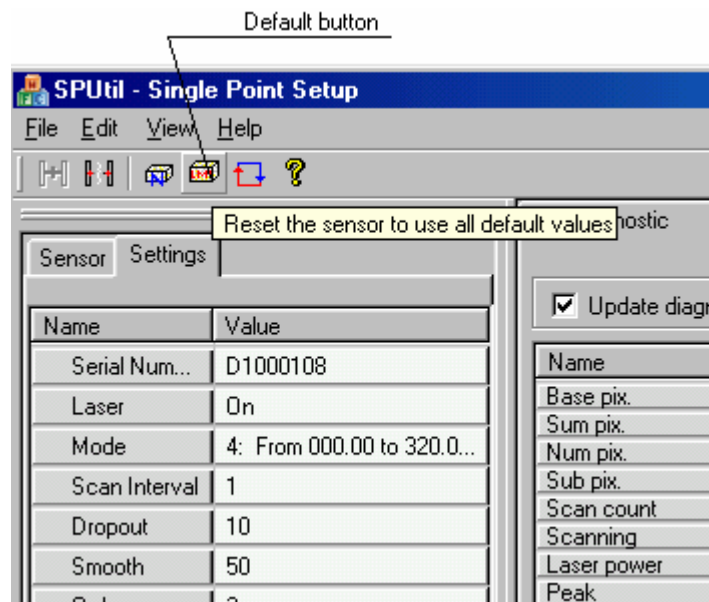 Default button
SPUtil - Single Point Setup
File Edit View Help
Reset the sensor to use all default values
nostic
Sensor Settings
Update diagr
Name Value
Serial Num... D1000108
Laser On
Mode 4: From 000.00 to 320.0...
Scan Interval 1
Dropout 10
Smooth 50
Name
Base pix.
Sum pix.
Num pix.
Sub pix.
Scan count
Scanning
Laser power
Peak